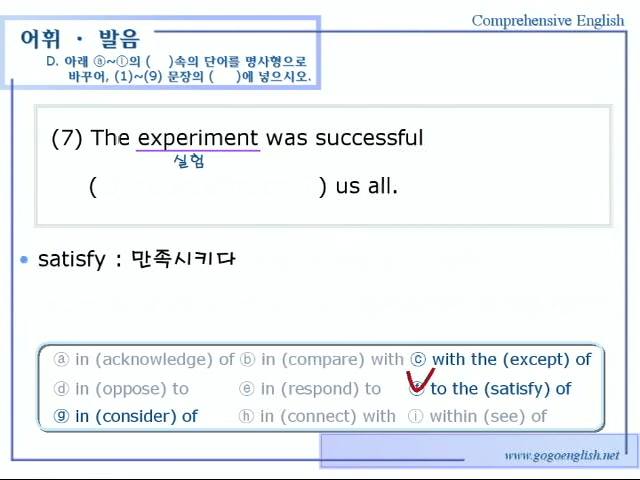 Comprehensive English
어휘 · 발음
D. 아래 ⓐ~ⓘ의 ( )속의 단어를 명사형으로
바꾸어, (1)~(9) 문장의 ( )에 넣으시오.
(7) The experiment was successful
실험
( ) us all.
• satisfy : 만족시키다
ⓐ in (acknowledge) of ⓑ in (compare) with ⓒ with the (except) of
ⓓ in (oppose) to ⓔ in (respond) to ⓕ to the (satisfy) of
ⓖ in (consider) of ⓗ in (connect) with ⓘ within (see) of
www.gogoenglish.net